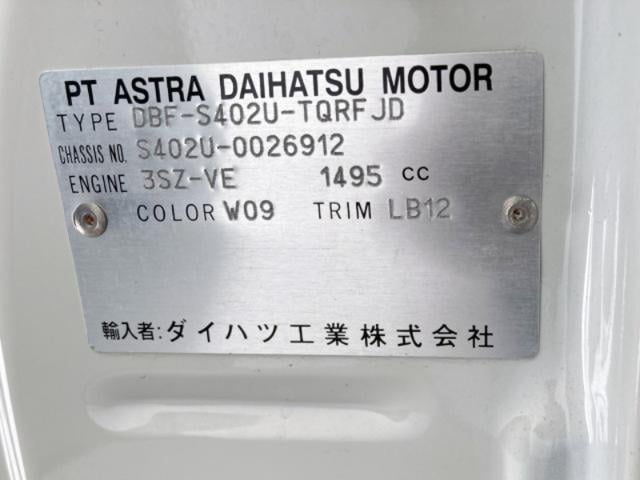 PT ASTRA DAIHATSU MOTOR
TYPE DBF-S402U-TQRFJD
CHASSIS NO. S402U-0026912
ENGINE 3SZ-VE 1495 CC
COLOR W09 TRIM LB12
輸入者:ダイハツ工業株式会社